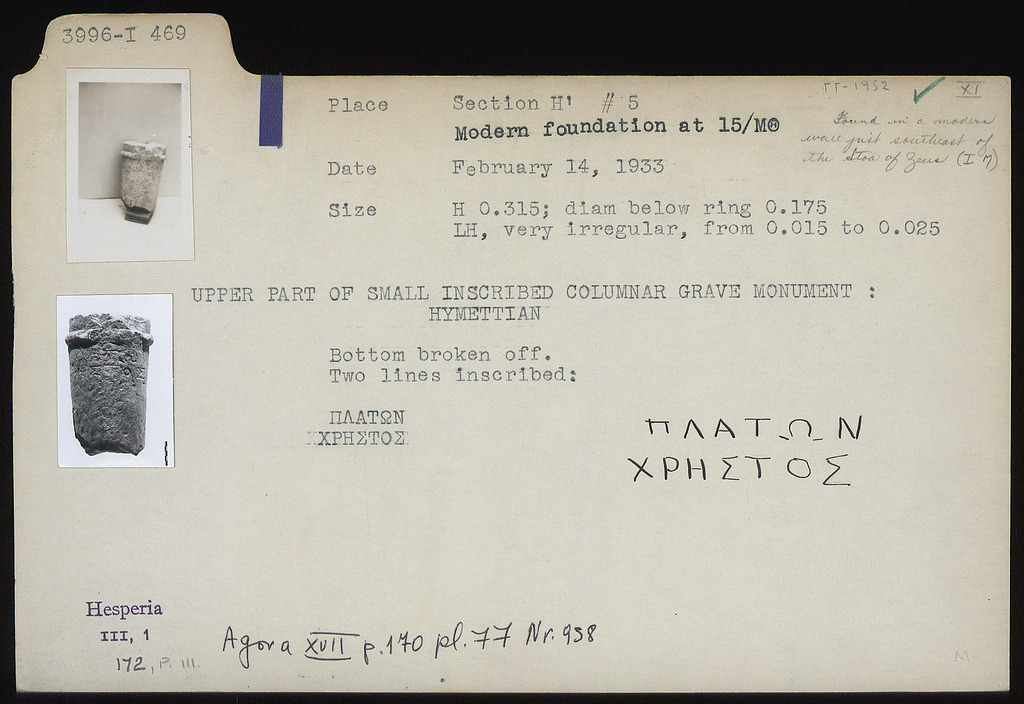 3996-I 469
ΓΓ-1952
XI
Place Section H' # 5
Modern foundation at 15/MΘ
Found in a modern
wall just southeast of
the Stoa of Zeus (I 7)
Date February 14, 1933
Size H 0.315; diam below ring 0.175
LH, very irregular, from 0.015 to 0.025
UPPER PART OF SMALL INSCRIBED COLUMNAR GRAVE MONUMENT :
HYMETTIAN
Bottom broken off.
Two lines inscribed:
ΠΛΑΤΩΝ
ΧΡΗΣΤΟΣ
ΠΛΑΤΩΝ
ΧΡΗΣΤΟΣ
Hesperia
III, 1
172, P. 111.
Agora XVII p.170 pl.77 Nr. 938
M